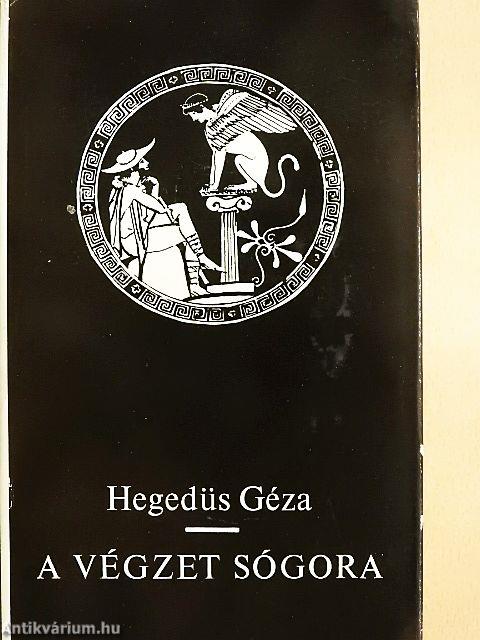 Hegedüs Géza
A VÉGZET SÓGORA
Antikvárium.hu